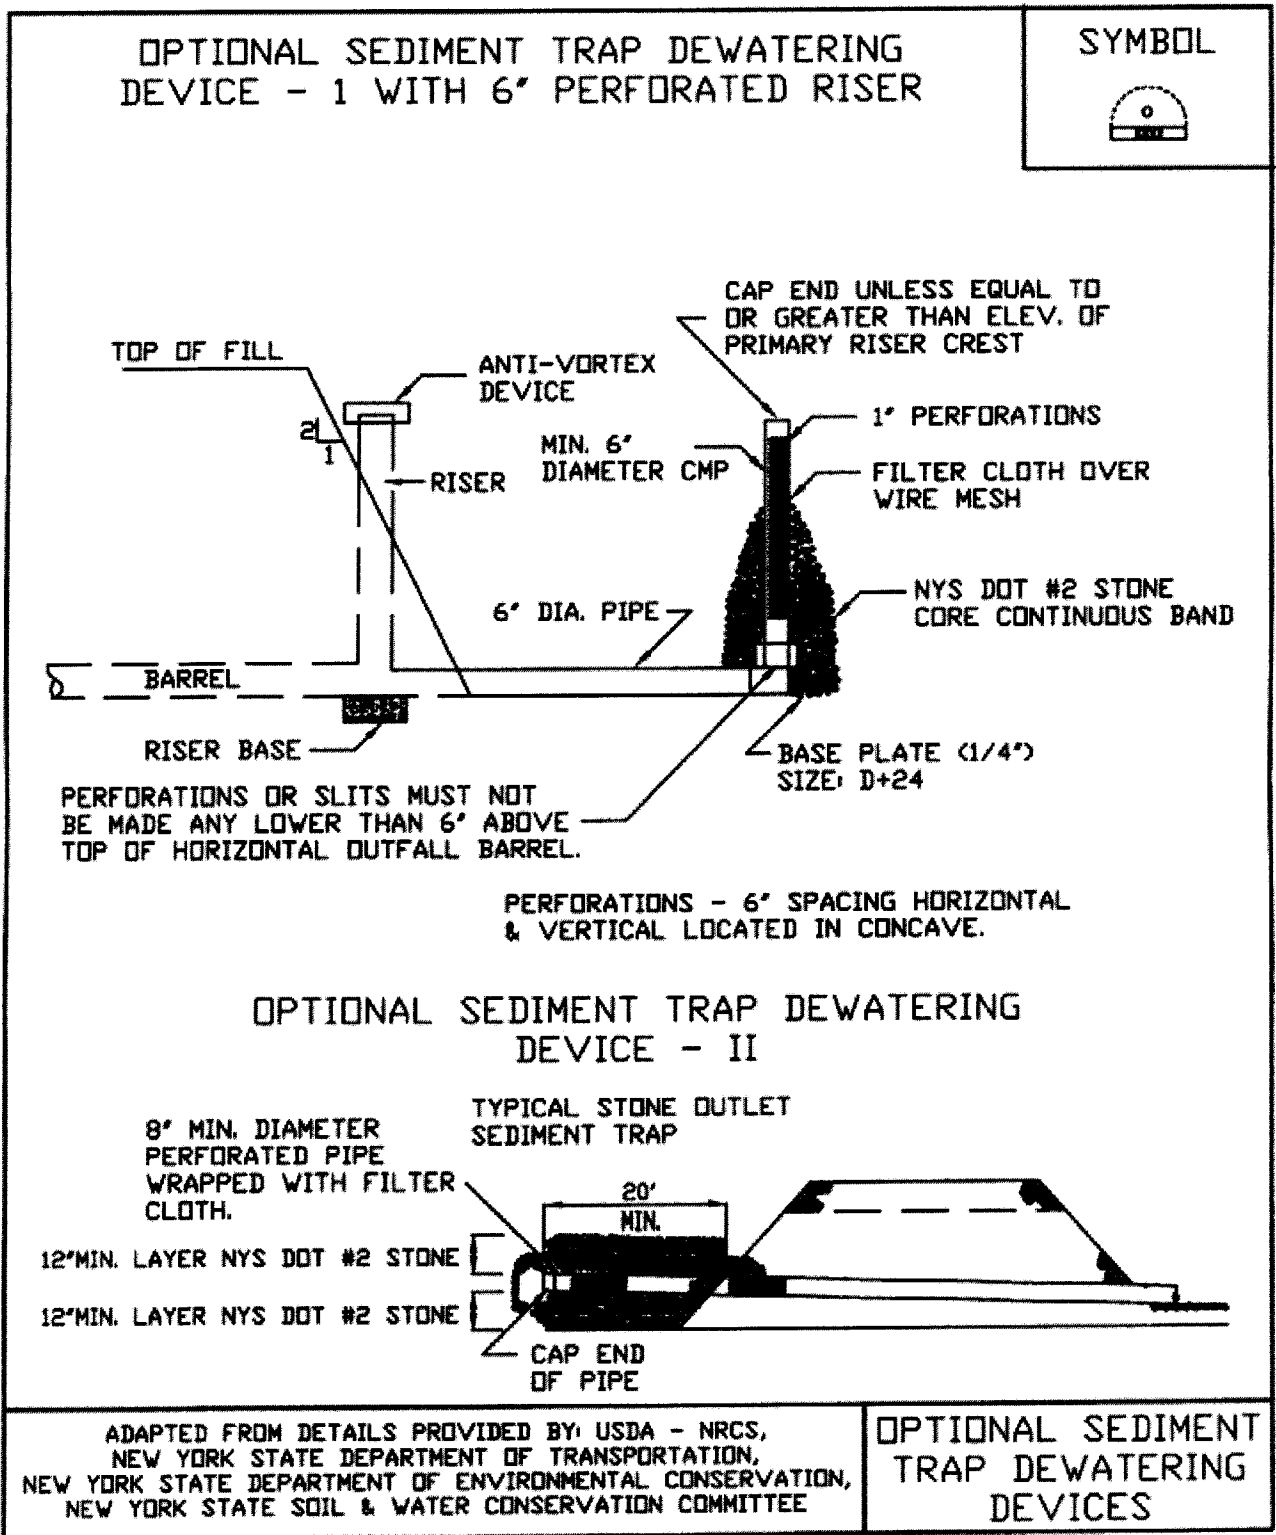 OPTIONAL SEDIMENT TRAP DEWATERING
DEVICE - 1 WITH 6" PERFORATED RISER
SYMBOL
CAP END UNLESS EQUAL TO
OR GREATER THAN ELEV. OF
PRIMARY RISER CREST
TOP OF FILL
ANTI-VORTEX
DEVICE
2
1
RISER
MIN. 6"
DIAMETER CMP
1" PERFORATIONS
FILTER CLOTH OVER
WIRE MESH
NYS DOT #2 STONE
CORE CONTINUOUS BAND
6" DIA. PIPE
BARREL
RISER BASE
BASE PLATE (1/4")
SIZE: D+24
PERFORATIONS OR SLITS MUST NOT
BE MADE ANY LOWER THAN 6" ABOVE
TOP OF HORIZONTAL OUTFALL BARREL.
PERFORATIONS - 6" SPACING HORIZONTAL
& VERTICAL LOCATED IN CONCAVE.
OPTIONAL SEDIMENT TRAP DEWATERING
DEVICE - II
TYPICAL STONE OUTLET
SEDIMENT TRAP
8" MIN. DIAMETER
PERFORATED PIPE
WRAPPED WITH FILTER
CLOTH.
20'
MIN.
12"MIN. LAYER NYS DOT #2 STONE
12"MIN. LAYER NYS DOT #2 STONE
CAP END
OF PIPE
ADAPTED FROM DETAILS PROVIDED BY: USDA - NRCS,
NEW YORK STATE DEPARTMENT OF TRANSPORTATION,
NEW YORK STATE DEPARTMENT OF ENVIRONMENTAL CONSERVATION,
NEW YORK STATE SOIL & WATER CONSERVATION COMMITTEE
OPTIONAL SEDIMENT
TRAP DEWATERING
DEVICES